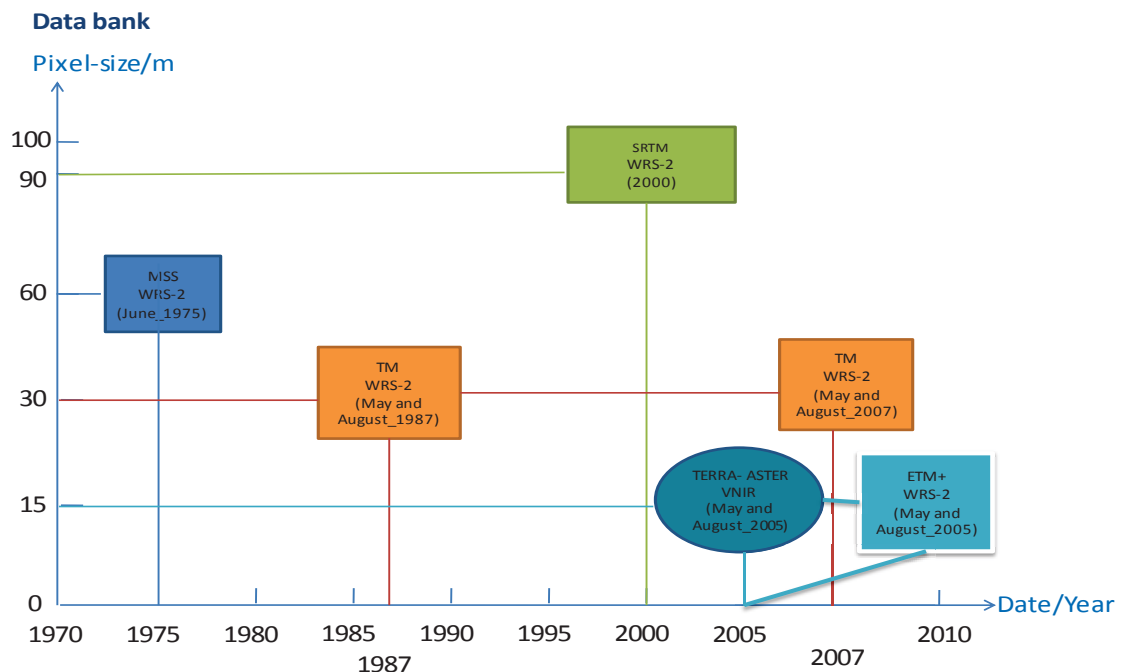 Data bank
Pixel-size/m
100
90
60
30
15
0
SRTM
WRS-2
(2000)
MSS
WRS-2
(June_1975)
TM
WRS-2
(May and
August_1987)
TM
WRS-2
(May and
August_2007)
TERRA- ASTER
VNIR
(May and
August_2005)
ETM+
WRS-2
(May and
August_2005)
Date/Year
1970 1975 1980 1985 1990 1995 2000 2005 2010
1987 2007